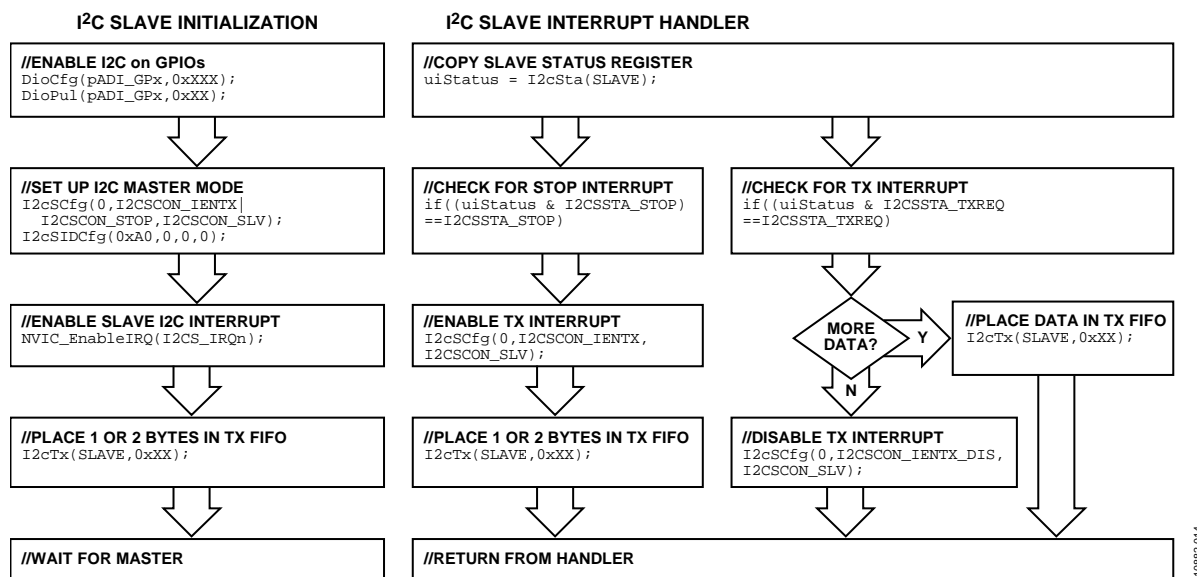 I²C SLAVE INITIALIZATION
//ENABLE I2C on GPIOs
DioCfg(pADI_GPx,0xXXX);
DioPul(pADI_GPx,0xXX);
//SET UP I2C MASTER MODE
I2cSCfg(0,I2CSCON_IENTX|
I2CSCON_STOP,I2CSCON_SLV);
I2cSIDCfg(0xA0,0,0,0);
//ENABLE SLAVE I2C INTERRUPT
NVIC_EnableIRQ(I2CS_IRQn);
//PLACE 1 OR 2 BYTES IN TX FIFO
I2cTx(SLAVE,0xXX);
//WAIT FOR MASTER
I²C SLAVE INTERRUPT HANDLER
//COPY SLAVE STATUS REGISTER
uiStatus = I2cSta(SLAVE);
//CHECK FOR STOP INTERRUPT
if((uiStatus & I2CSSTA_STOP)
==I2CSSTA_STOP)
//ENABLE TX INTERRUPT
I2cSCfg(0,I2CSCON_IENTX,
I2CSCON_SLV);
//PLACE 1 OR 2 BYTES IN TX FIFO
I2cTx(SLAVE,0xXX);
//CHECK FOR TX INTERRUPT
if((uiStatus & I2CSSTA_TXREQ
==I2CSSTA_TXREQ)
MORE
DATA?
Y
N
//PLACE DATA IN TX FIFO
I2cTx(SLAVE,0xXX);
//DISABLE TX INTERRUPT
I2cSCfg(0,I2CSCON_IENTX_DIS,
I2CSCON_SLV);
//RETURN FROM HANDLER